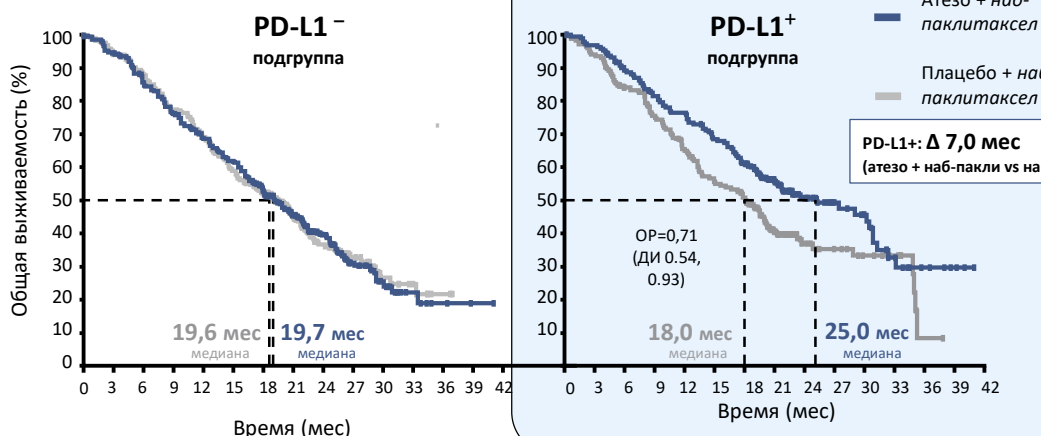 PD-L1 –
подгруппа
Общая выживаемость (%)
100
90
80
70
60
50
40
30
20
10
0
19,6 мес
медиана
19,7 мес
медиана
0 3 6 9 12 15 18 21 24 27 30 33 36 39 42
Время (мес)
PD-L1+
подгруппа
100
90
80
70
60
50
40
30
20
10
0
ОР=0,71
(ДИ 0.54,
0.93)
18,0 мес
медиана
25,0 мес
медиана
0 3 6 9 12 15 18 21 24 27 30 33 36 39 42
Время (мес)
Атезо + наб-
паклитаксел
Плацебо + наб
паклитаксел
PD-L1+: Δ 7,0 мес
(атезо + наб-пакли vs на